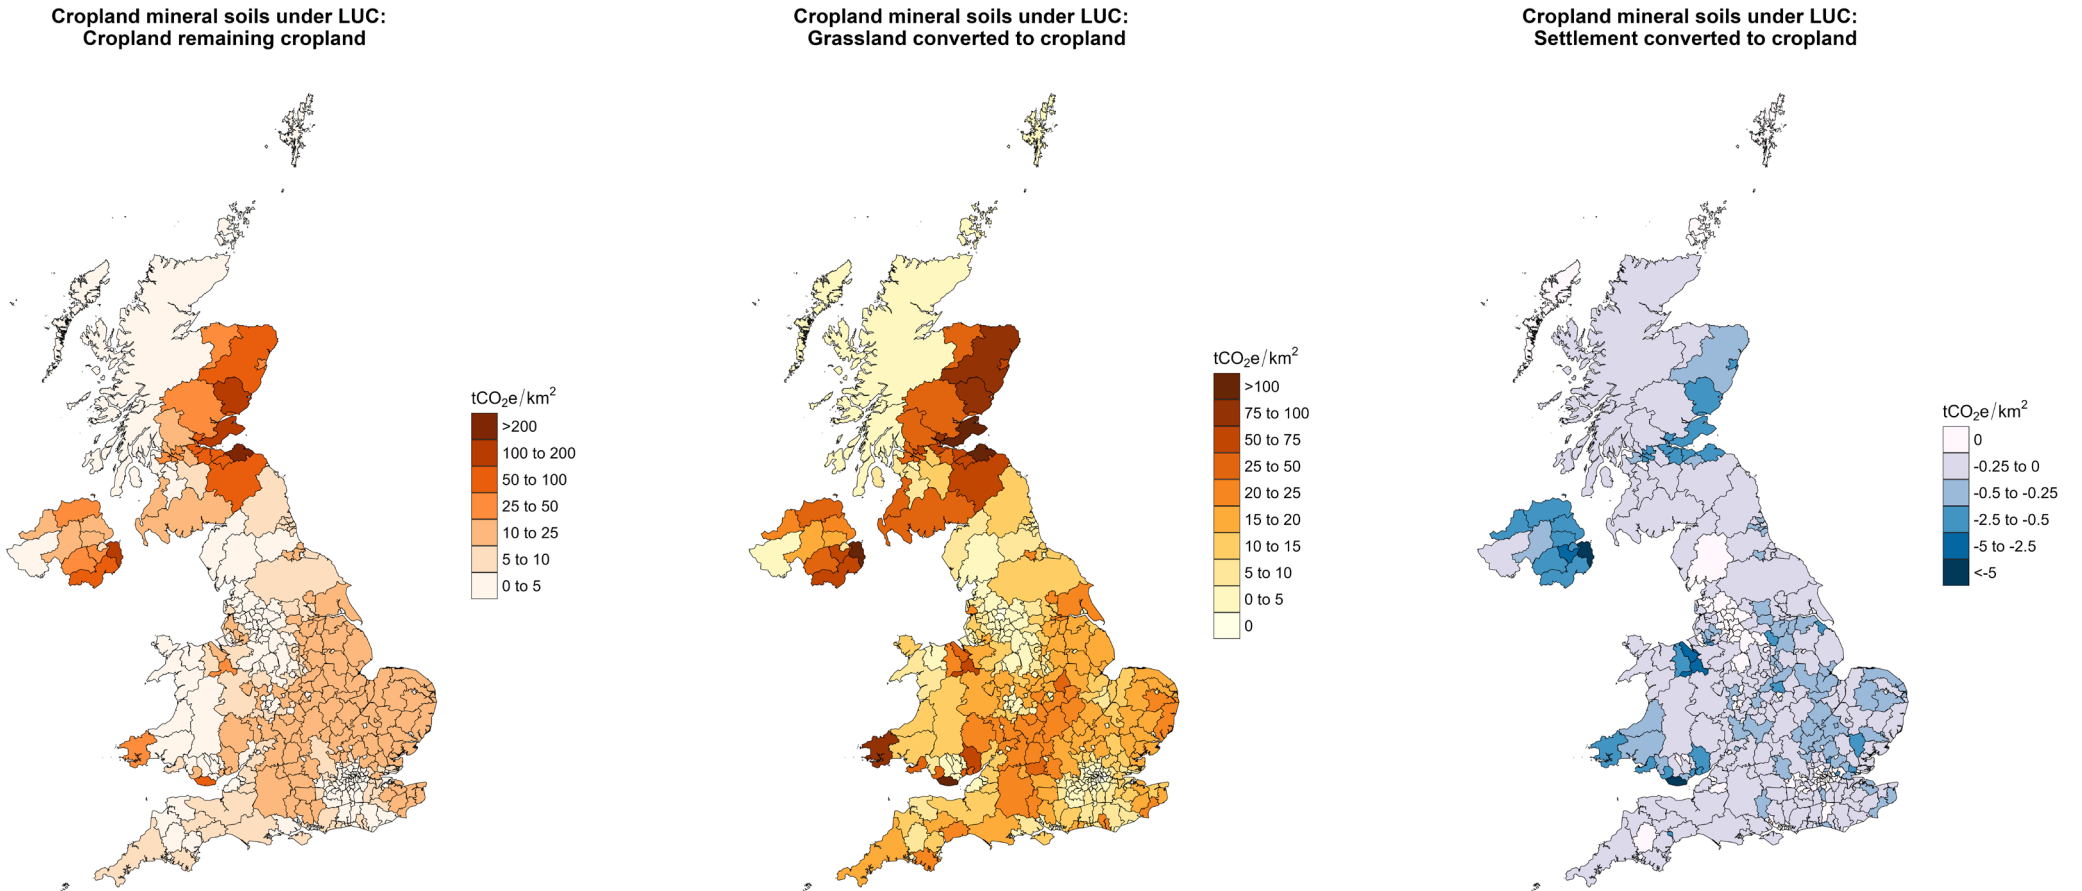 Cropland mineral soils under LUC:
Cropland remaining cropland
tCO₂e/km²
>200
100 to 200
50 to 100
25 to 50
10 to 25
5 to 10
0 to 5
Cropland mineral soils under LUC:
Grassland converted to cropland
tCO₂e/km²
>100
75 to 100
50 to 75
25 to 50
20 to 25
15 to 20
10 to 15
5 to 10
0 to 5
0
Cropland mineral soils under LUC:
Settlement converted to cropland
tCO₂e/km²
0
-0.25 to 0
-0.5 to -0.25
-2.5 to -0.5
-5 to -2.5
<-5